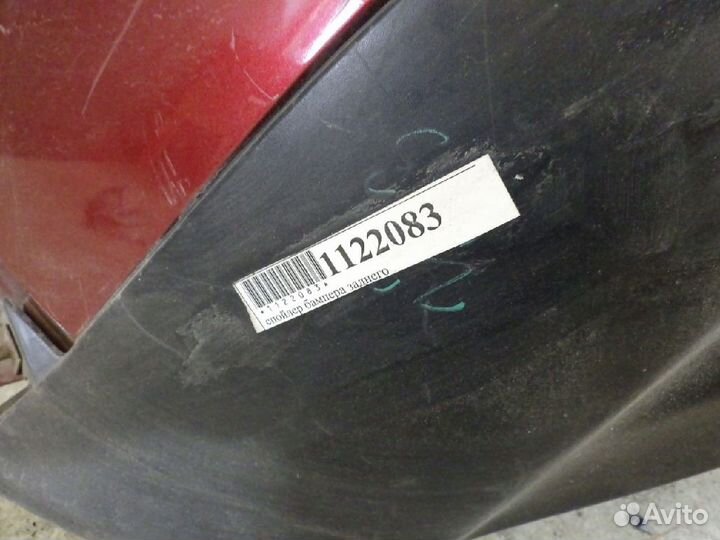 1122083
*1122083*
спойлер бампера заднего
Avito